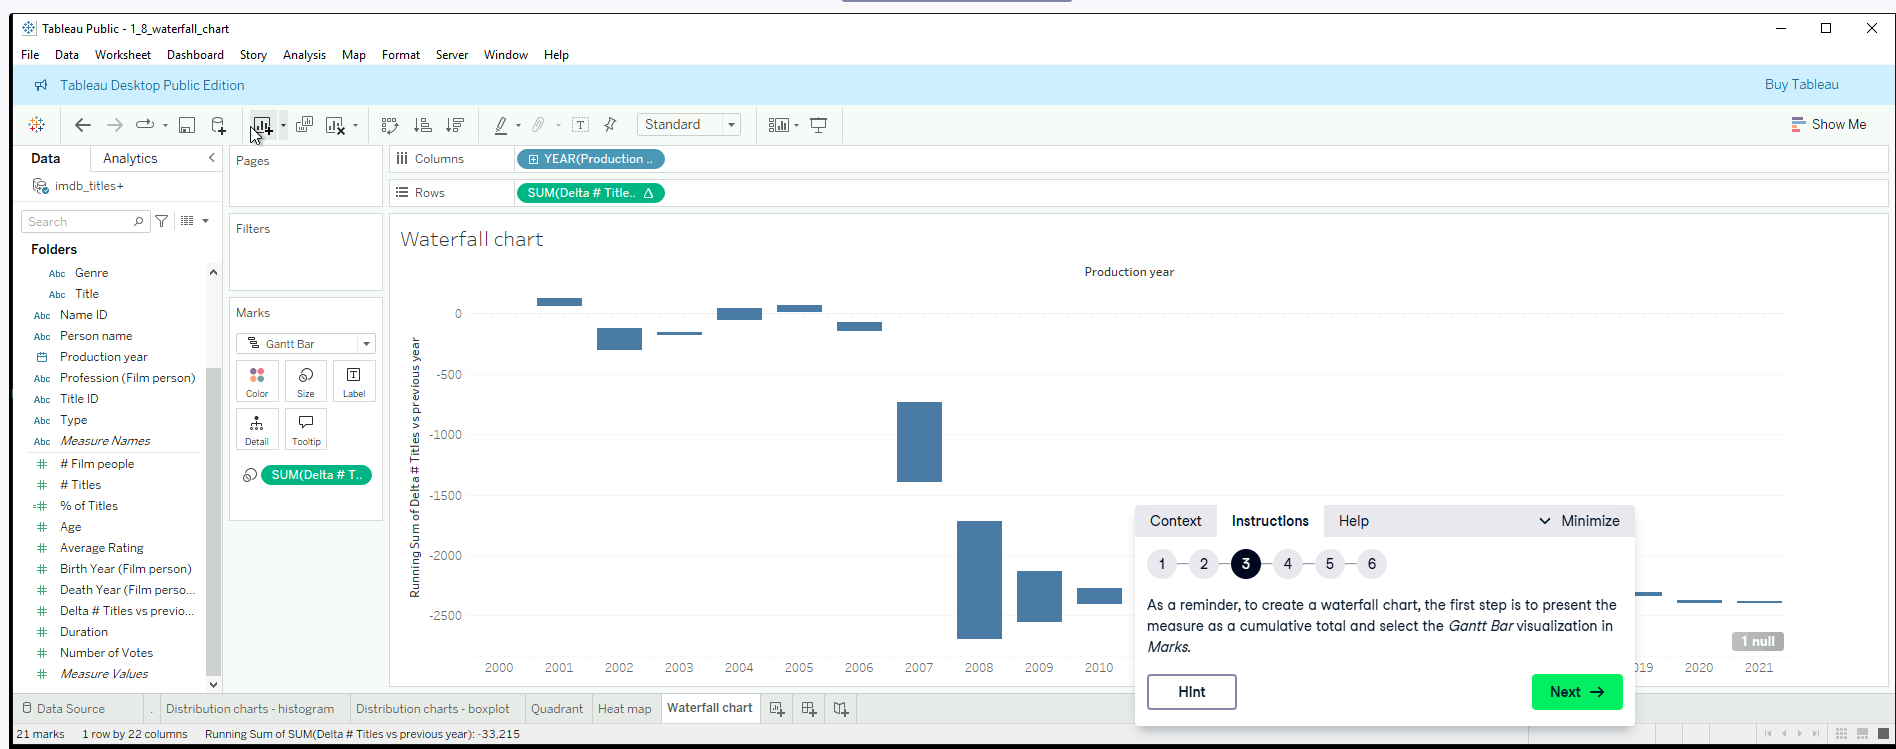 Tableau Public - 1_8_waterfall_chart
File Data Worksheet Dashboard Story Analysis Map Format Server Window Help
Tableau Desktop Public Edition
Buy Tableau
Standard
Show Me
Data Analytics
imdb_titles+
Search
Folders
Abc Genre
Abc Title
Abc Name ID
Abc Person name
Production year
Abc Profession (Film person)
Abc Title ID
Abc Type
Abc Measure Names
# Film people
# Titles
% of Titles
Age
Average Rating
Birth Year (Film person)
Death Year (Film perso...
Delta # Titles vs previo...
Duration
Number of Votes
Measure Values
Pages
Filters
Marks
Gantt Bar
Color Size Label
Detail Tooltip
SUM(Delta # T..
Columns
YEAR(Production ..
Rows
SUM(Delta # Title.. Δ
Waterfall chart
Production year
Running Sum of Delta # Titles vs previous year
0
-500
-1000
-1500
-2000
-2500
2000 2001 2002 2003 2004 2005 2006 2007 2008 2009 2010 019 2020 2021
1 null
Context Instructions Help Minimize
1 2 3 4 5 6
As a reminder, to create a waterfall chart, the first step is to present the
measure as a cumulative total and select the Gantt Bar visualization in
Marks.
Hint
Next →
Data Source . Distribution charts - histogram Distribution charts - boxplot Quadrant Heat map Waterfall chart
21 marks 1 row by 22 columns Running Sum of SUM(Delta # Titles vs previous year): -33,215